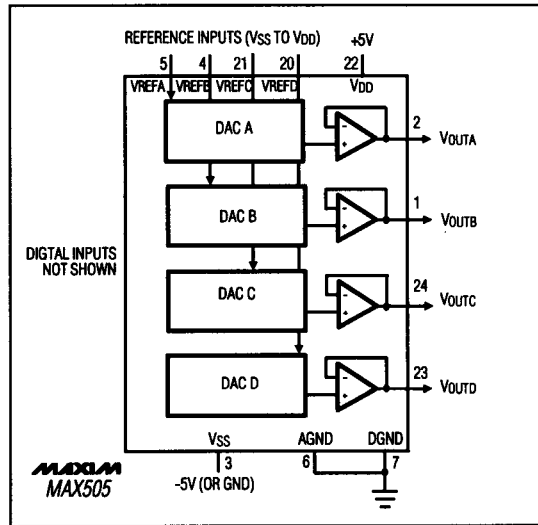 REFERENCE INPUTS (VSS TO VDD) +5V
5 4 21 20 22
VREFA VREFB VREFC VREFD VDD
DAC A
2
VOUTA
DAC B
1
VOUTB
DIGTAL INPUTS
NOT SHOWN
DAC C
24
VOUTC
DAC D
23
VOUTD
VSS AGND DGND
3 6 7
-5V (OR GND)
MAXIM
MAX505